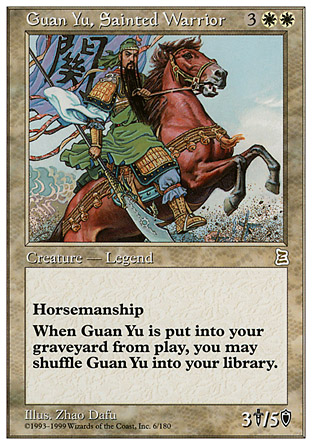 Guan Yu, Sainted Warrior 3
Creature — Legend
Horsemanship
When Guan Yu is put into your
graveyard from play, you may
shuffle Guan Yu into your library.
Illus. Zhao Dafu
©1993-1999 Wizards of the Coast, Inc. 6/180
3/5